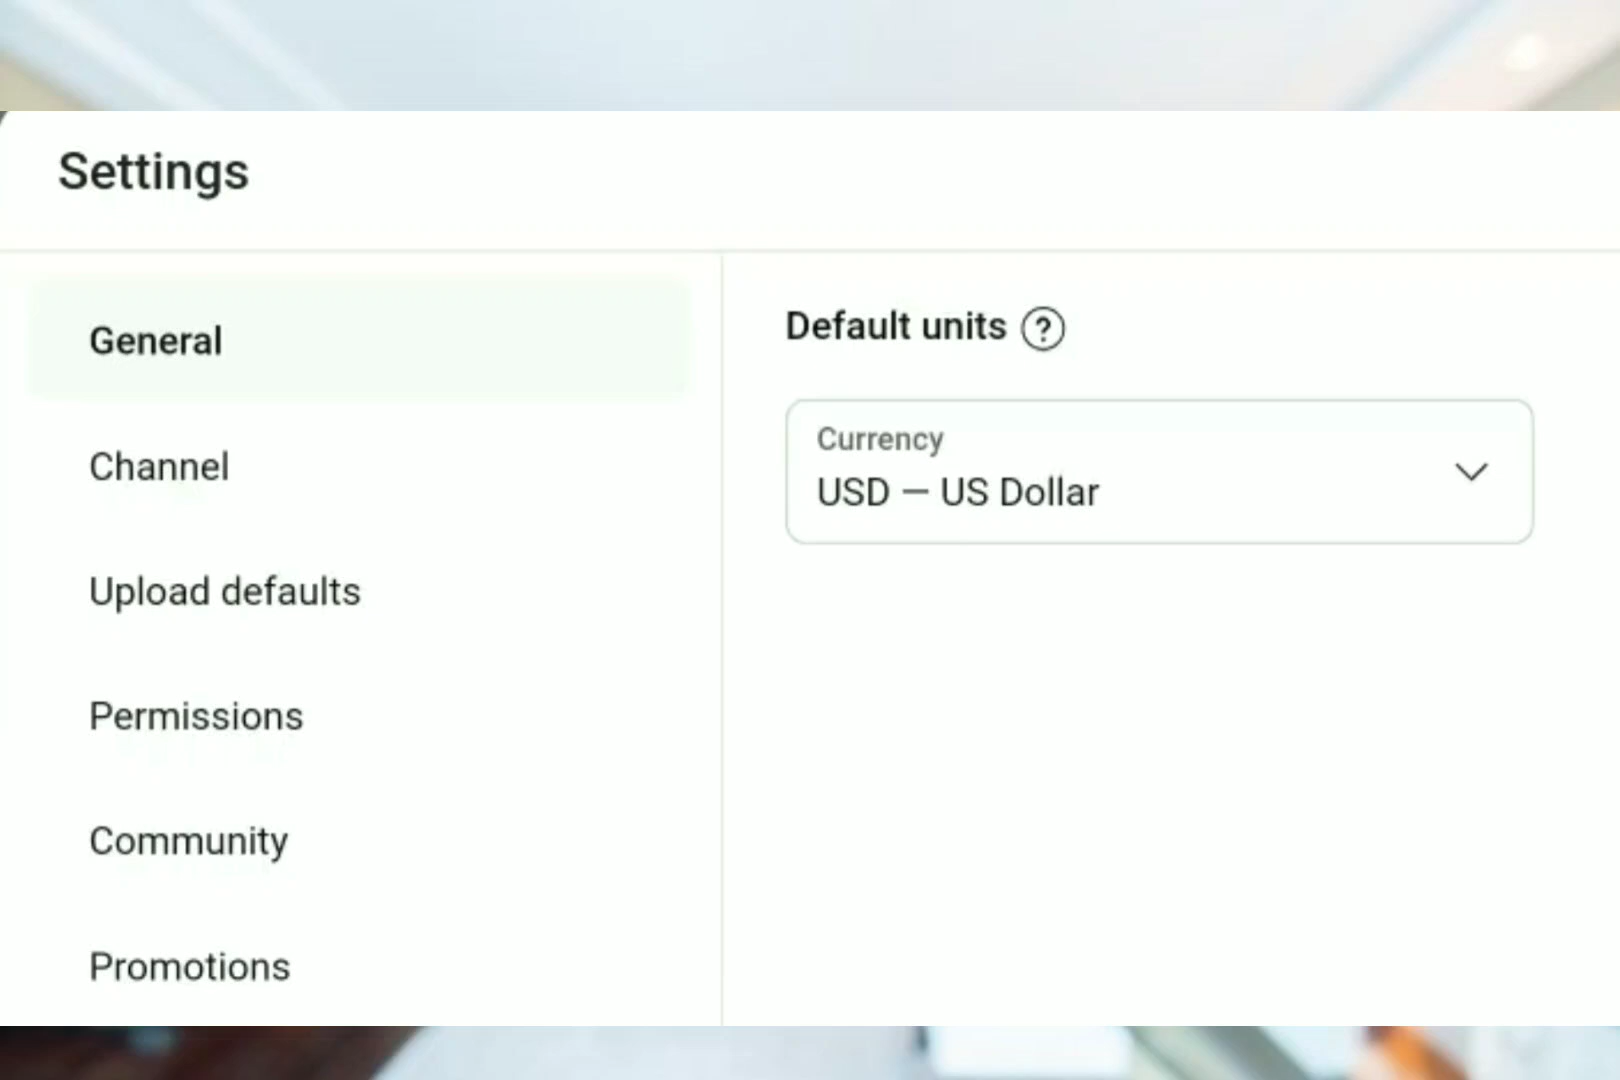 Settings
General
Channel
Upload defaults
Permissions
Community
Promotions
Default units ?
Currency
USD — US Dollar